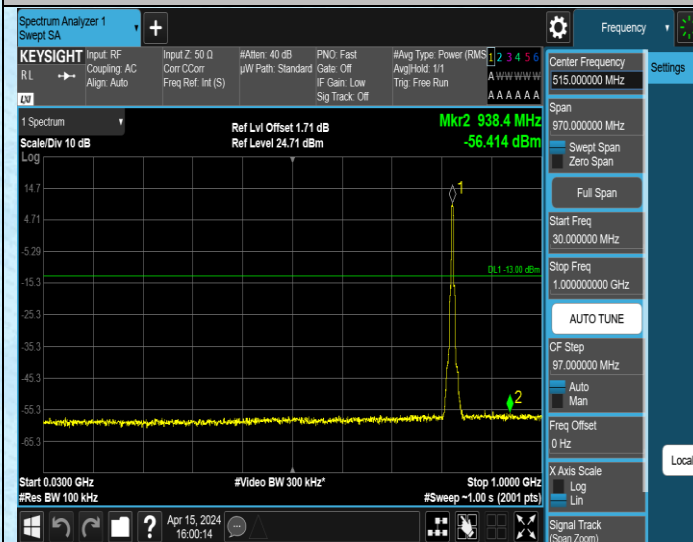 Spectrum Analyzer 1
Swept SA
+
Frequency
KEYSIGHT
RL
LXI
Input: RF
Coupling: AC
Align: Auto
Input Z: 50 Ω
Corr CCorr
Freq Ref: Int (S)
#Atten: 40 dB
µW Path: Standard
PNO: Fast
Gate: Off
IF Gain: Low
Sig Track: Off
#Avg Type: Power (RMS
Avg|Hold: 1/1
Trig: Free Run
1 2 3 4 5 6
A W W W W W
A A A A A A
1 Spectrum
Scale/Div 10 dB
Log
Ref Lvl Offset 1.71 dB
Ref Level 24.71 dBm
Mkr2 938.4 MHz
-56.414 dBm
14.7
4.71
-5.29
-15.3
-25.3
-35.3
-45.3
-55.3
-65.3
1
DL1 -13.00 dBm
2
Start 0.0300 GHz
#Res BW 100 kHz
#Video BW 300 kHz*
Stop 1.0000 GHz
#Sweep ~1.00 s (2001 pts)
?
Apr 15, 2024
16:00:14
Center Frequency
515.000000 MHz
Settings
Span
970.000000 MHz
Swept Span
Zero Span
Full Span
Start Freq
30.000000 MHz
Stop Freq
1.000000000 GHz
AUTO TUNE
CF Step
97.000000 MHz
Auto
Man
Freq Offset
0 Hz
Local
X Axis Scale
Log
Lin
Signal Track
(Span Zoom)